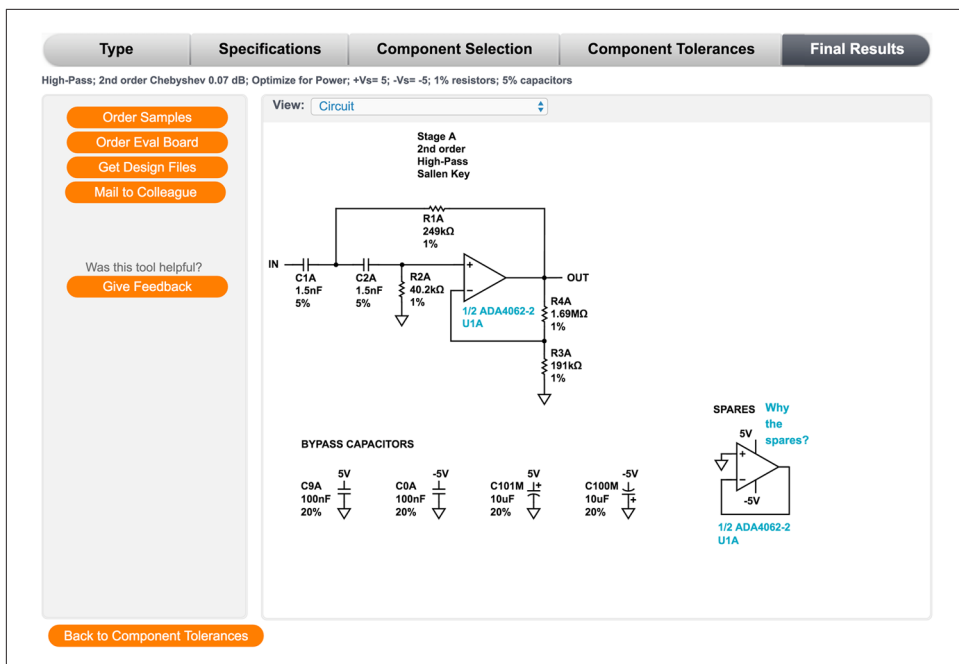 Type
Specifications
Component Selection
Component Tolerances
Final Results
High-Pass; 2nd order Chebyshev 0.07 dB; Optimize for Power; +Vs= 5; -Vs= -5; 1% resistors; 5% capacitors
Order Samples
Order Eval Board
Get Design Files
Mail to Colleague
Was this tool helpful?
Give Feedback
View: Circuit
Stage A
2nd order
High-Pass
Sallen Key
R1A
249kΩ
1%
IN
C1A
1.5nF
5%
C2A
1.5nF
5%
R2A
40.2kΩ
1%
+
−
1/2 ADA4062-2
U1A
OUT
R4A
1.69MΩ
1%
R3A
191kΩ
1%
BYPASS CAPACITORS
5V
C9A
100nF
20%
-5V
C0A
100nF
20%
5V
+
C101M
10uF
20%
-5V
C100M
10uF
+
20%
SPARES
Why
the
spares?
5V
+
−
-5V
1/2 ADA4062-2
U1A
Back to Component Tolerances